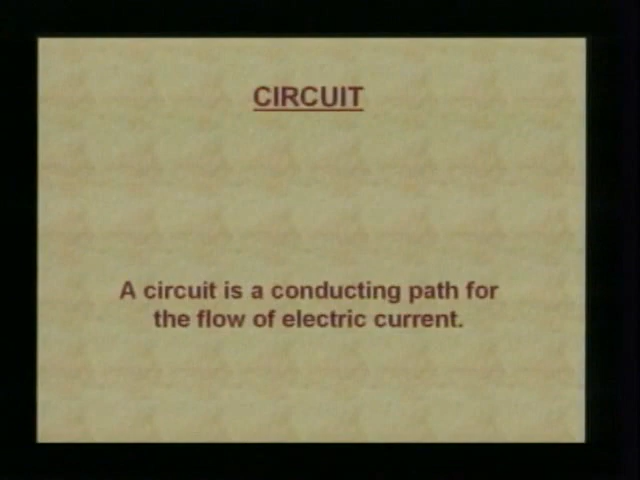 CIRCUIT
A circuit is a conducting path for
the flow of electric current.